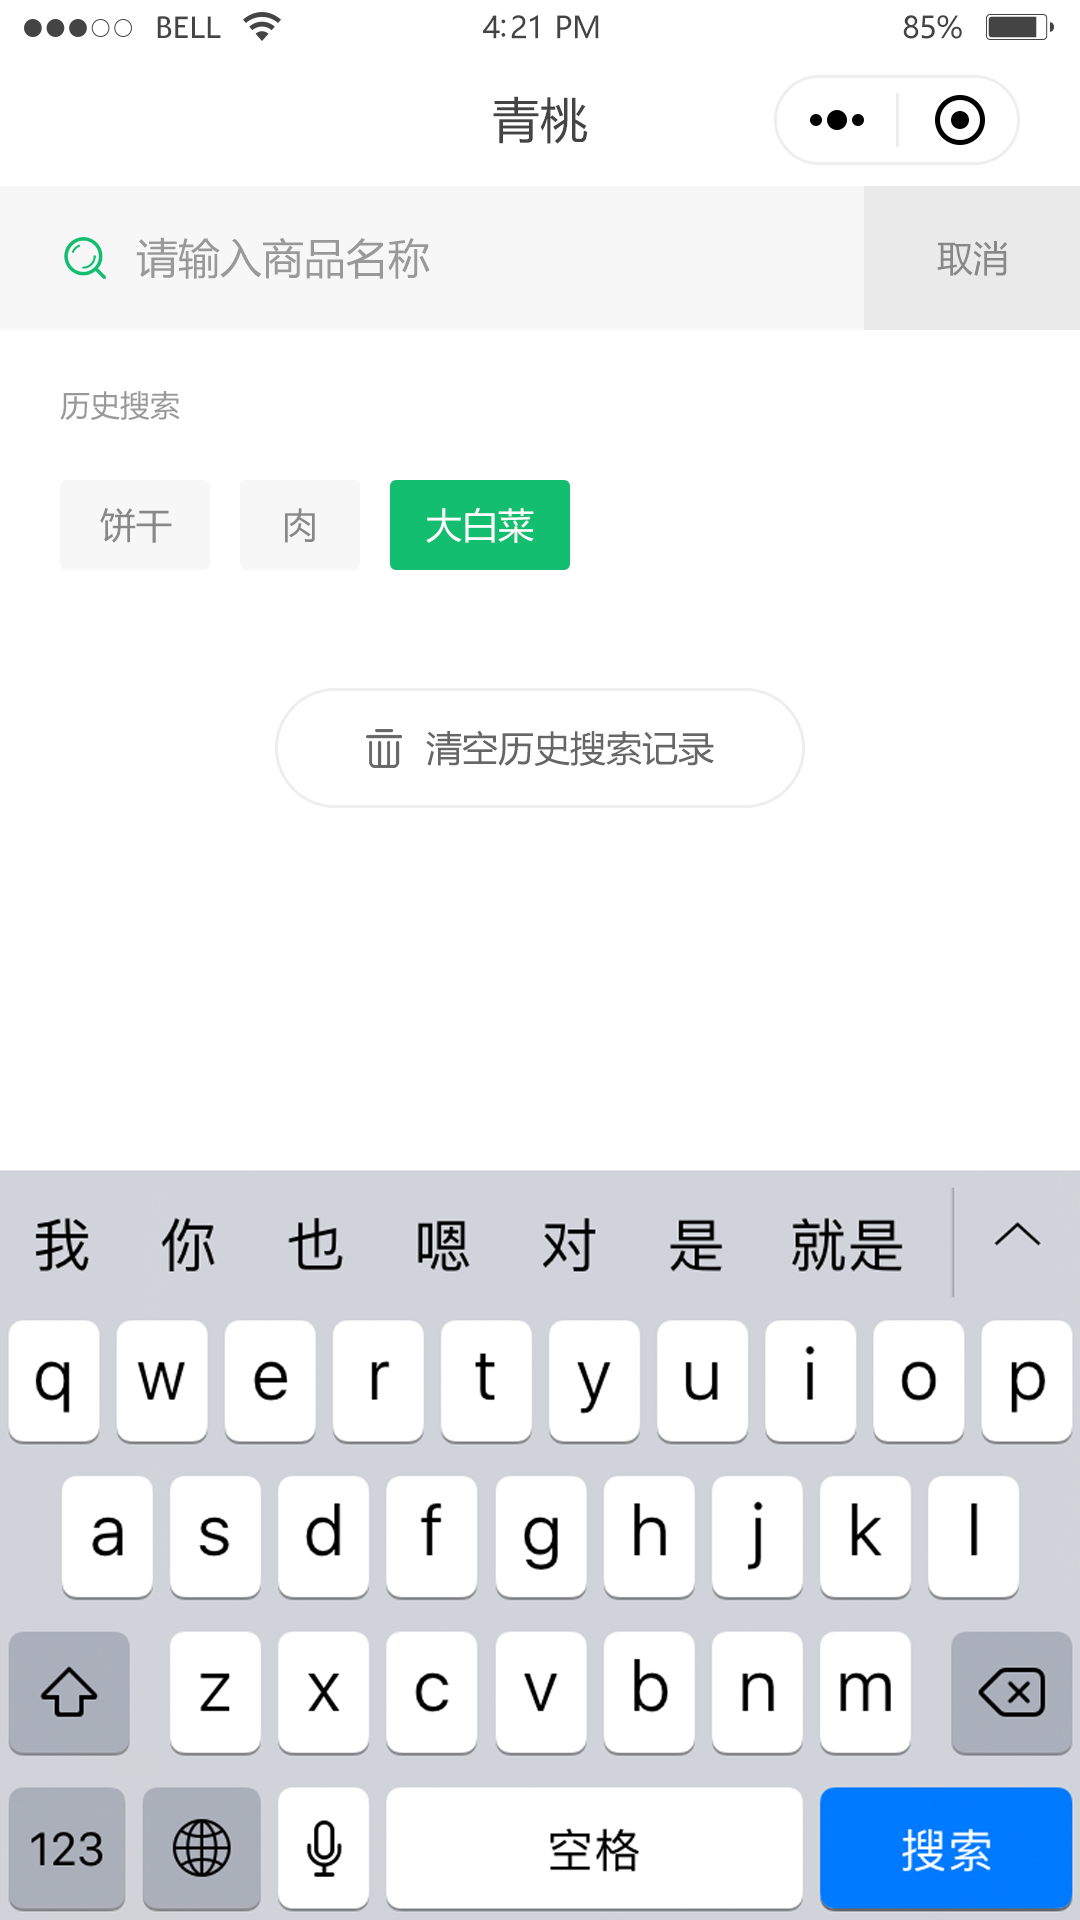 BELL 4:21 PM 85%
青桃
请输入商品名称 取消
历史搜索
饼干 肉 大白菜
清空历史搜索记录
我 你 也 嗯 对 是 就是
q w e r t y u i o p
a s d f g h j k l
z x c v b n m
123 空格 搜索